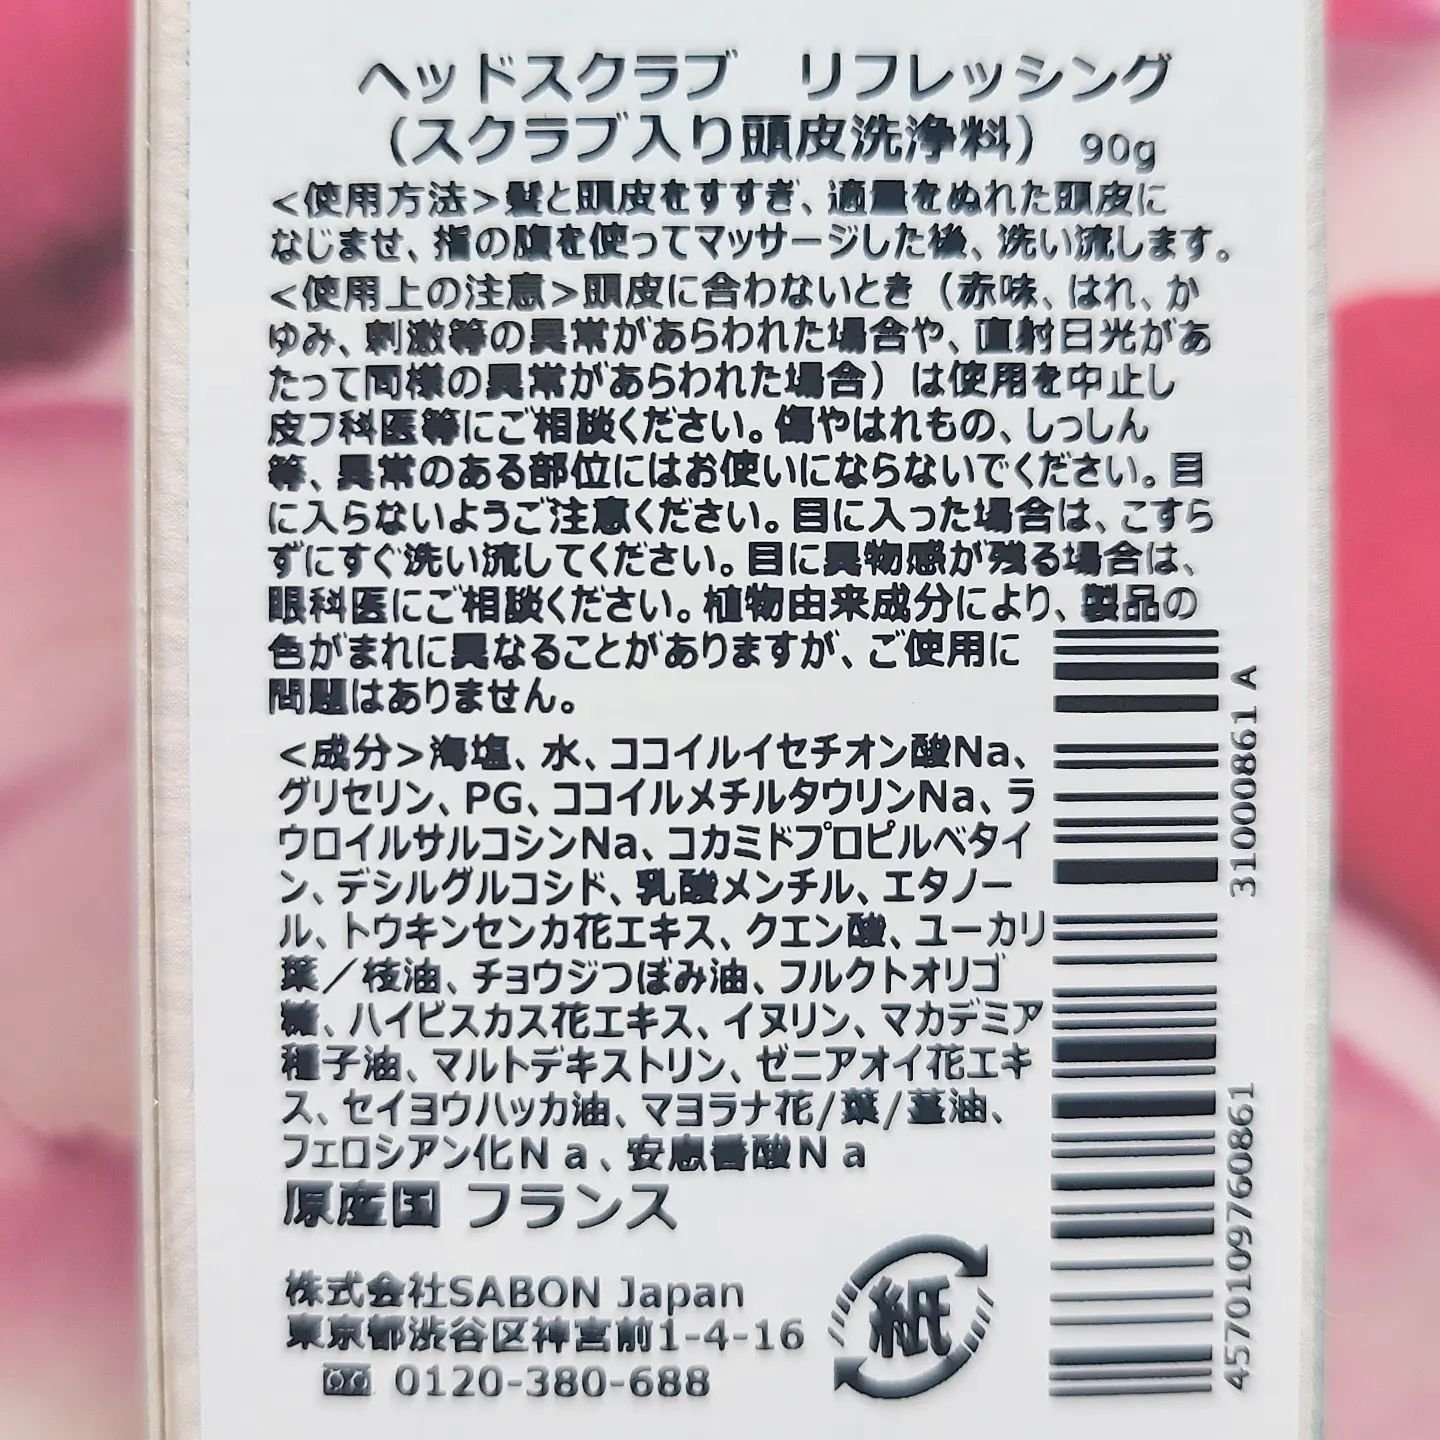 ヘッドスクラブ　リフレッシング
（スクラブ入り頭皮洗浄料） 90g
＜使用方法＞髪と頭皮をすすぎ、適量をぬれた頭皮に
なじませ、指の腹を使ってマッサージした後、洗い流します。
＜使用上の注意＞頭皮に合わないとき（赤味、はれ、か
ゆみ、刺激等の異常があらわれた場合や、直射日光があ
たって同様の異常があらわれた場合）は使用を中止し
皮フ科医等にご相談ください。傷やはれもの、しっしん
等、異常のある部位にはお使いにならないでください。目
に入らないようご注意ください。目に入った場合は、こすら
ずにすぐ洗い流してください。目に異物感が残る場合は、
眼科医にご相談ください。植物由来成分により、製品の
色がまれに異なることがありますが、ご使用に
問題はありません。
＜成分＞海塩、水、ココイルイセチオン酸Na、
グリセリン、PG、ココイルメチルタウリンNa、ラ
ウロイルサルコシンNa、コカミドプロピルベタイ
ン、デシルグルコシド、乳酸メンチル、エタノー
ル、トウキンセンカ花エキス、クエン酸、ユーカリ
葉／枝油、チョウジつぼみ油、フルクトオリゴ
糖、ハイビスカス花エキス、イヌリン、マカデミア
種子油、マルトデキストリン、ゼニアオイ花エキ
ス、セイヨウハッカ油、マヨラナ花/葉/茎油、
フェロシアン化Ｎａ、安息香酸Ｎａ
原産国 フランス
株式会社SABON Japan
東京都渋谷区神宮前1-4-16
0120-380-688
紙
31000861 A
4570109760861